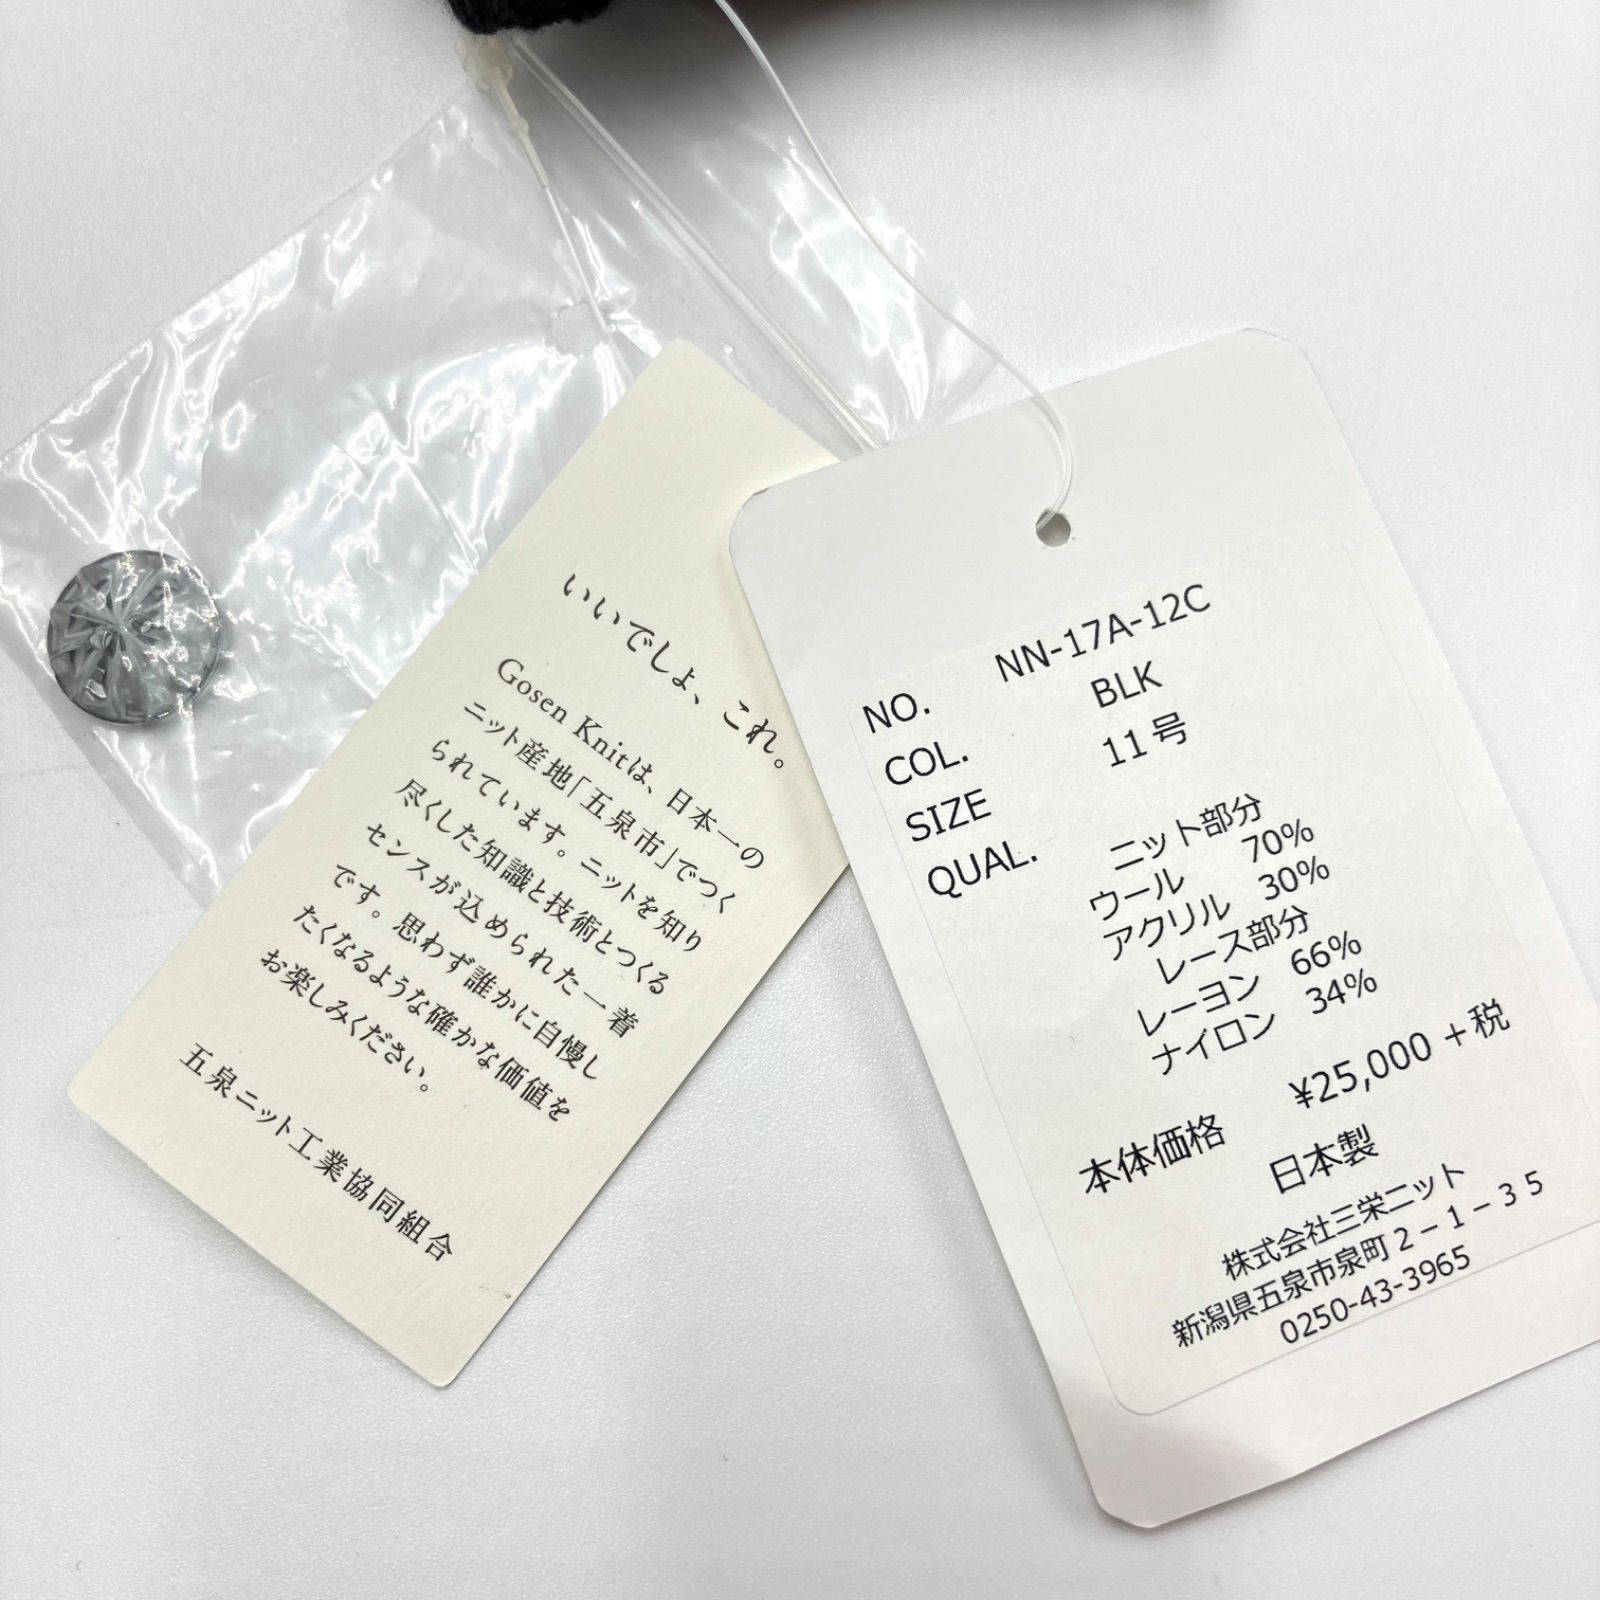 いいでしょ、これ。
Gosen Knitは、日本一の
ニット産地「五泉市」でつく
られています。ニットを知り
尽くした知識と技術とつくる
センスが込められた一着
です。思わず誰かに自慢し
たくなるような確かな価値を
お楽しみください。
五泉ニット工業協同組合
NO. NN-17A-12C
COL. BLK
SIZE 11号
QUAL.
ニット部分
ウール 70%
アクリル 30%
レース部分
レーヨン 66%
ナイロン 34%
本体価格 ¥25,000＋税
日本製
株式会社三栄ニット
新潟県五泉市泉町２－１－３５
0250-43-3965